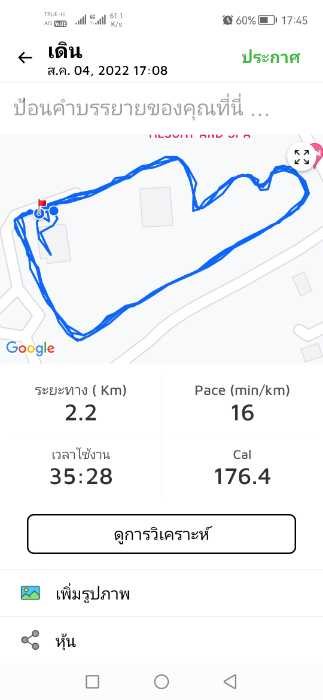 TRUE-H
61.1
K/s
60%
17:45
เดิน
ส.ค. 04, 2022 17:08
ประกาศ
ป้อนคำบรรยายของคุณที่นี่ ...
RESORT AND SPA
Google
ระยะทาง ( Km)
Pace (min/km)
2.2
16
เวลาใช้งาน
Cal
35:28
176.4
ดูการวิเคราะห์
เพิ่มรูปภาพ
หุ้น